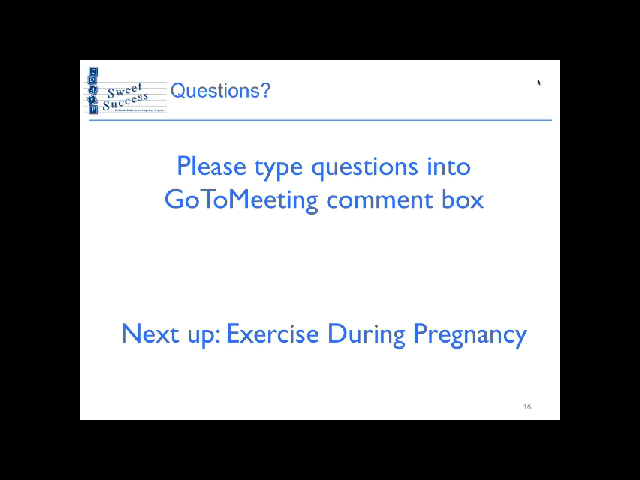 Sweet
Success
Questions?
Please type questions into
GoToMeeting comment box
Next up: Exercise During Pregnancy
16